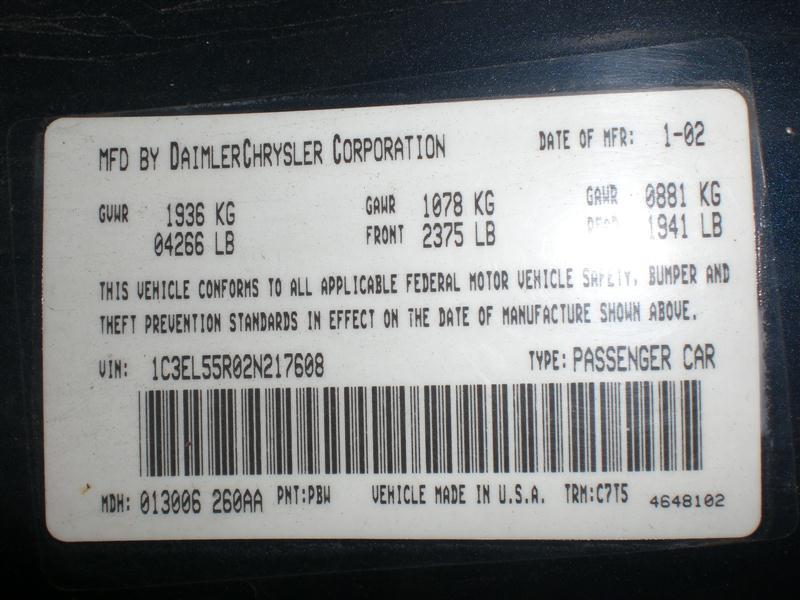 MFD BY DAIMLERCHRYSLER CORPORATION DATE OF MFR: 1-02
GVWR 1936 KG GAWR 1078 KG GAWR 0881 KG
04266 LB FRONT 2375 LB 1941 LB
THIS VEHICLE CONFORMS TO ALL APPLICABLE FEDERAL MOTOR VEHICLE SAFETY, BUMPER AND
THEFT PREVENTION STANDARDS IN EFFECT ON THE DATE OF MANUFACTURE SHOWN ABOVE.
VIN: 1C3EL55R02N217608 TYPE: PASSENGER CAR
MDH: 013006 260AA PNT:PBW VEHICLE MADE IN U.S.A. TRM:C7T5 4648102